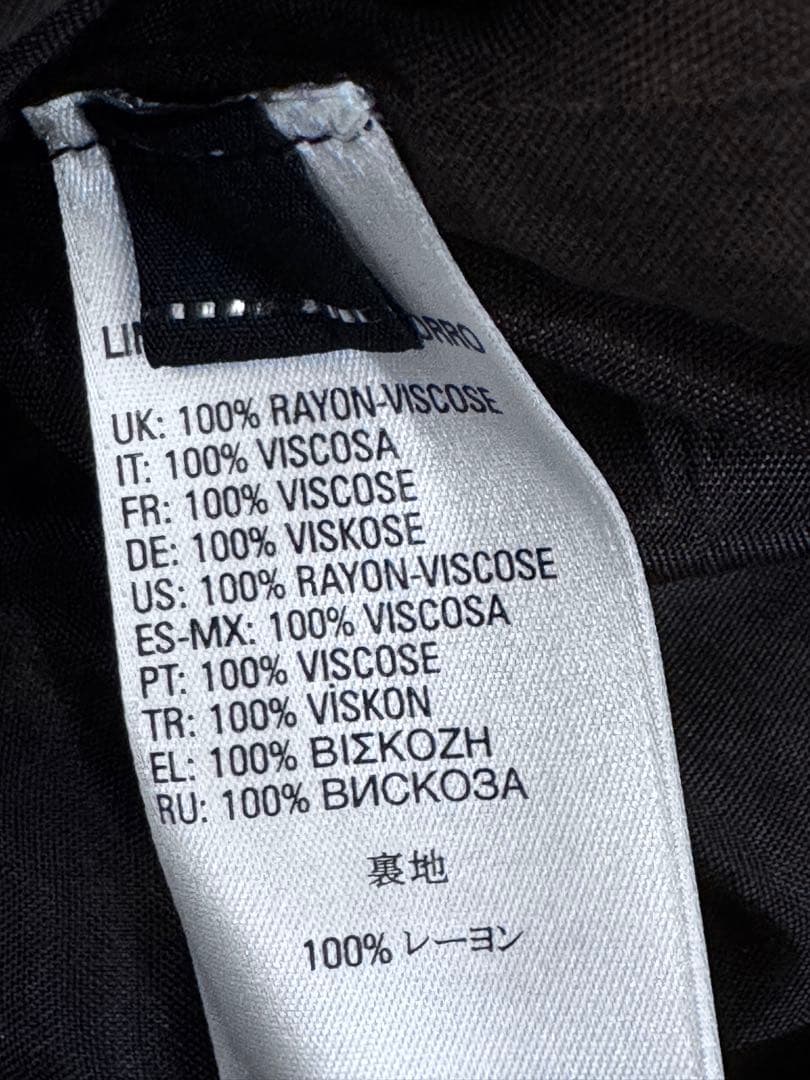 UK: 100% RAYON-VISCOSE
IT: 100% VISCOSA
FR: 100% VISCOSE
DE: 100% VISKOSE
US: 100% RAYON-VISCOSE
ES-MX: 100% VISCOSA
PT: 100% VISCOSE
TR: 100% VİSKON
EL: 100% ΒΙΣΚΟΖΗ
RU: 100% ВИСКОЗА
裏地
100% レーヨン